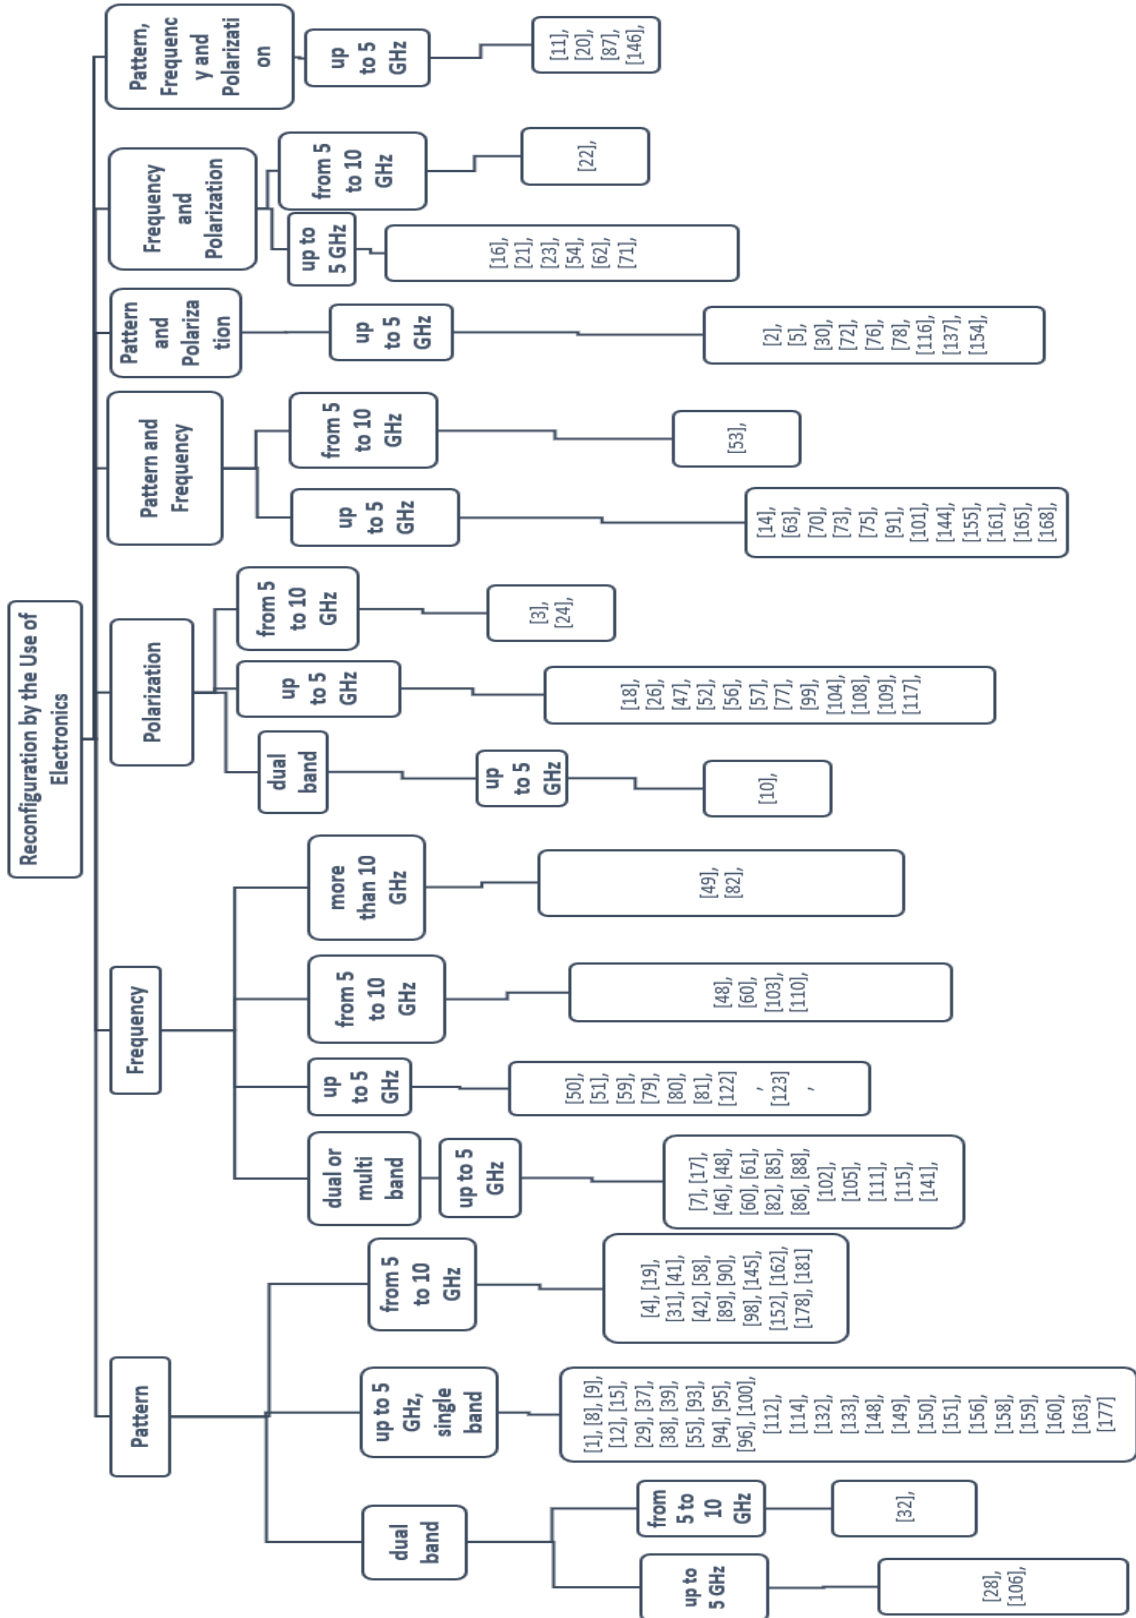 Reconfiguration by the Use of
Electronics
Pattern
dual
band
up to
5 GHz
[28],
[106],
from
5 to
10
GHz
[32],
up to 5
GHz,
single
band
[1], [8], [9],
[12], [15],
[29], [37],
[38], [39],
[55], [93],
[94], [95],
[96], [100],
[112],
[114],
[132],
[133],
[148],
[149],
[150],
[151],
[156],
[158],
[159],
[160],
[163],
[177]
from 5
to 10
GHz
[4], [19],
[31], [41],
[42], [58],
[89], [90],
[98], [145],
[152], [162],
[178], [181]
Frequency
dual or
multi
band
up to 5
GHz
[7], [17],
[46], [48],
[60], [61],
[82], [85],
[86], [88],
[102],
[105],
[111],
[115],
[141],
up
to 5
GHz
[50],
[51],
[59],
[79],
[80],
[81],
[122]
,
[123]
,
from 5
to 10
GHz
[48],
[60],
[103],
[110],
more
than 10
GHz
[49],
[82],
Polarization
dual
band
up
to 5
GHz
[10],
up
to 5
GHz
[18],
[26],
[47],
[52],
[56],
[57],
[77],
[99],
[104],
[108],
[109],
[117],
from 5
to 10
GHz
[3],
[24],
Pattern and
Frequency
up
to 5
GHz
[14],
[63],
[70],
[73],
[75],
[91],
[101],
[144],
[155],
[161],
[165],
[168],
from 5
to 10
GHz
[53],
Pattern
and
Polariza
tion
up
to 5
GHz
[2],
[5],
[30],
[72],
[76],
[78],
[116],
[137],
[154],
Frequency
and
Polarization
up to
5 GHz
[16],
[21],
[23],
[54],
[62],
[71],
from 5
to 10
GHz
[22],
Pattern,
Frequenc
y and
Polarizati
on
up
to 5
GHz
[11],
[20],
[87],
[146],